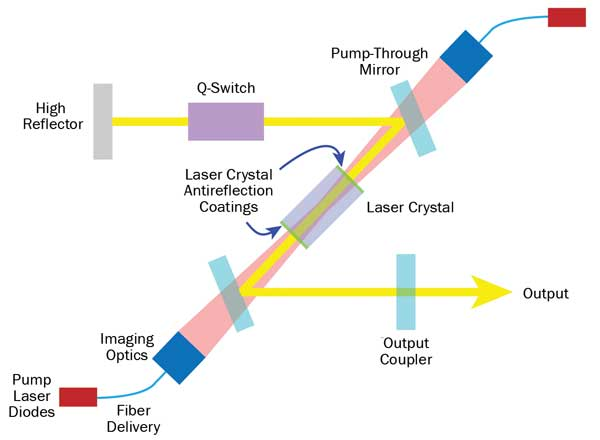 Pump-Through
Mirror
Q-Switch
High
Reflector
Laser Crystal
Antireflection
Coatings
Laser Crystal
Output
Imaging
Optics
Output
Coupler
Pump
Laser
Diodes
Fiber
Delivery